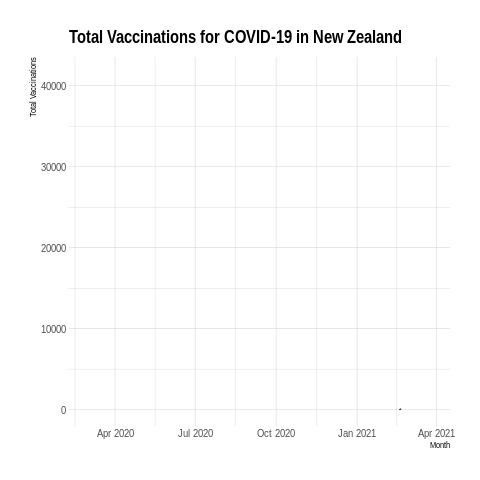 Total Vaccinations for COVID-19 in New Zealand
Total Vaccinations
40000
30000
20000
10000
0
Apr 2020 Jul 2020 Oct 2020 Jan 2021 Apr 2021
Month